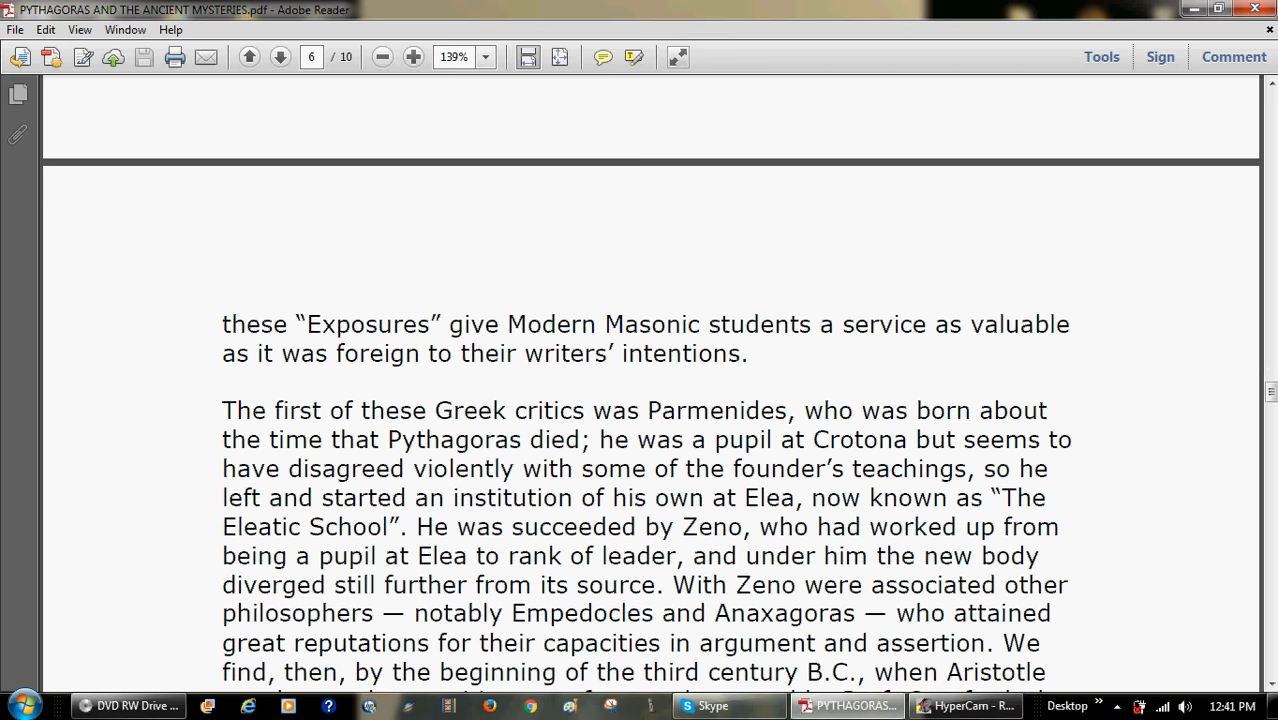 PYTHAGORAS AND THE ANCIENT MYSTERIES.pdf - Adobe Reader
File Edit View Window Help
6 / 10 139% Tools Sign Comment
these “Exposures” give Modern Masonic students a service as valuable
as it was foreign to their writers’ intentions.
The first of these Greek critics was Parmenides, who was born about
the time that Pythagoras died; he was a pupil at Crotona but seems to
have disagreed violently with some of the founder’s teachings, so he
left and started an institution of his own at Elea, now known as “The
Eleatic School”. He was succeeded by Zeno, who had worked up from
being a pupil at Elea to rank of leader, and under him the new body
diverged still further from its source. With Zeno were associated other
philosophers — notably Empedocles and Anaxagoras — who attained
great reputations for their capacities in argument and assertion. We
find, then, by the beginning of the third century B.C., when Aristotle
DVD RW Drive ... Skype PYTHAGORAS... HyperCam - R... Desktop 12:41 PM